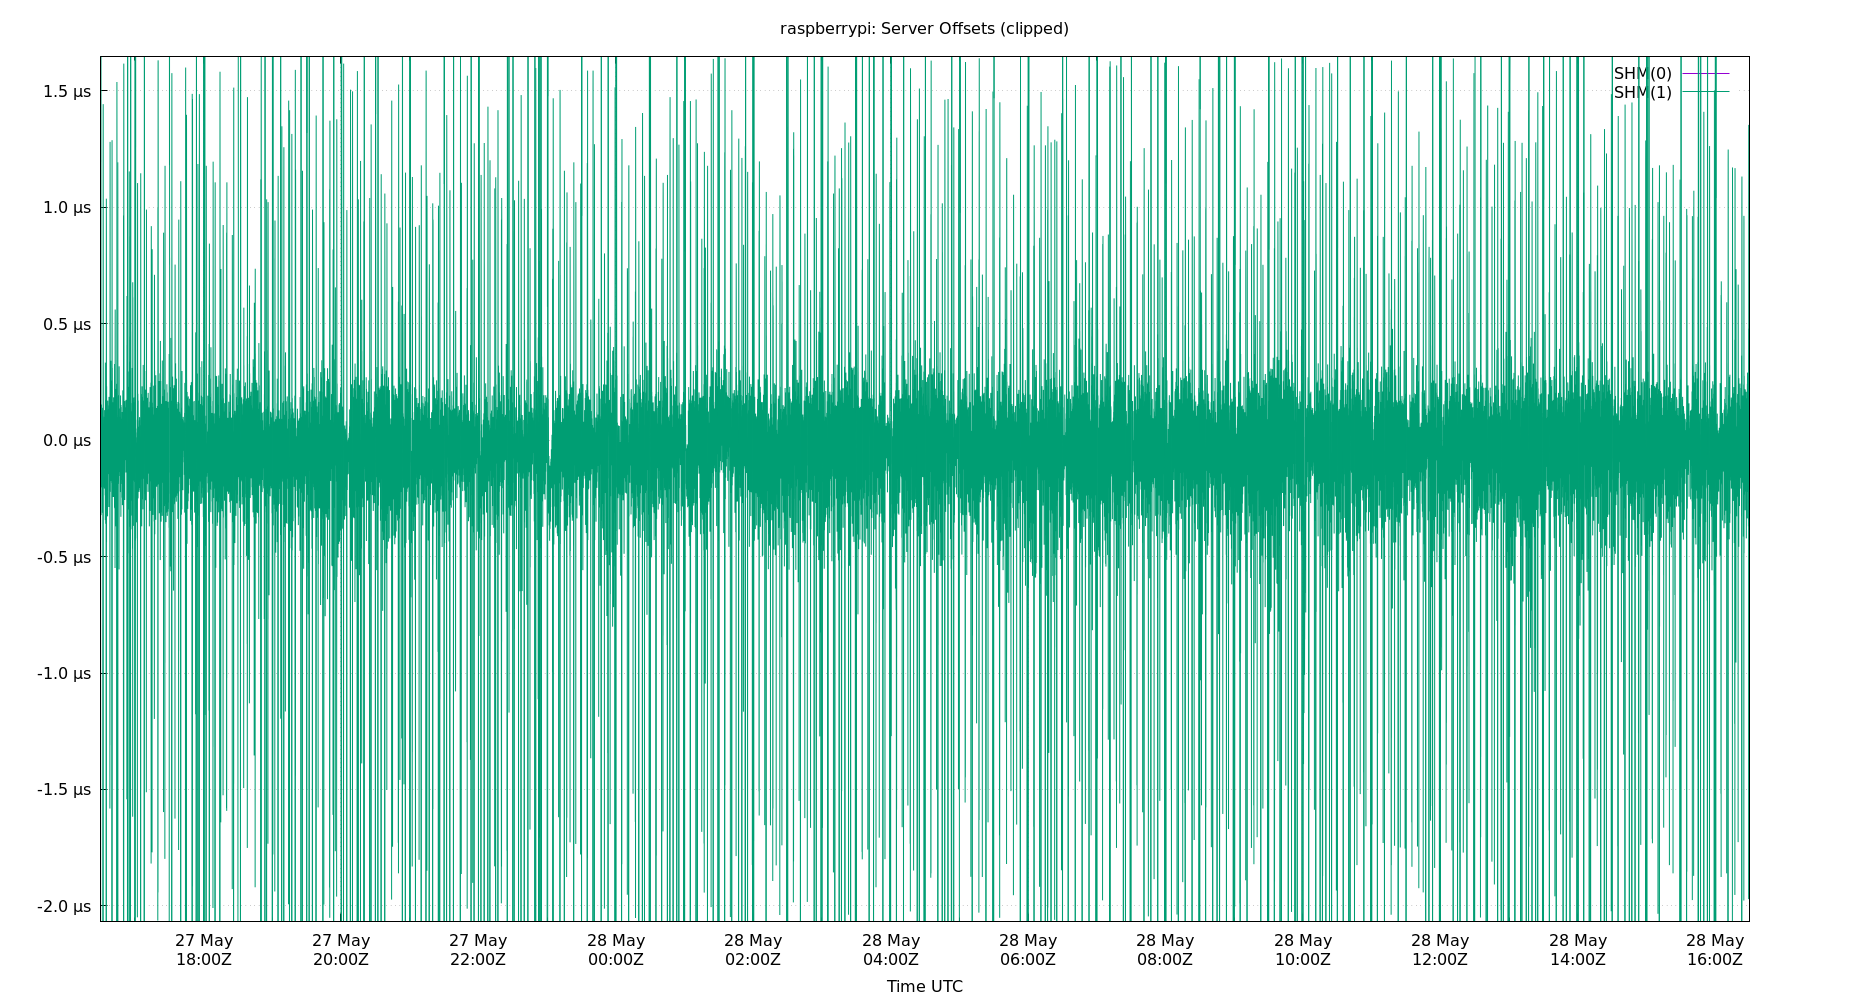 raspberrypi: Server Offsets (clipped)
SHM(0)
SHM(1)
1.5 µs
1.0 µs
0.5 µs
0.0 µs
-0.5 µs
-1.0 µs
-1.5 µs
-2.0 µs
27 May 27 May 27 May 28 May 28 May 28 May 28 May 28 May 28 May 28 May 28 May 28 May
18:00Z 20:00Z 22:00Z 00:00Z 02:00Z 04:00Z 06:00Z 08:00Z 10:00Z 12:00Z 14:00Z 16:00Z
Time UTC